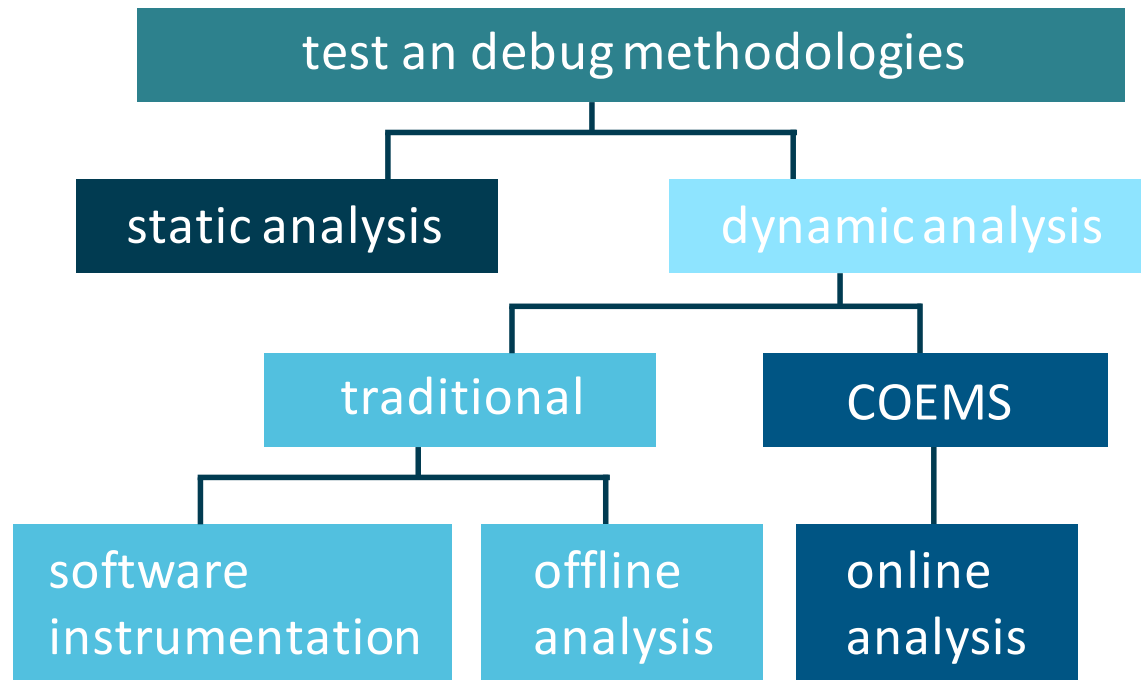 test an debug methodologies
static analysis
dynamic analysis
traditional
COEMS
software
instrumentation
offline
analysis
online
analysis